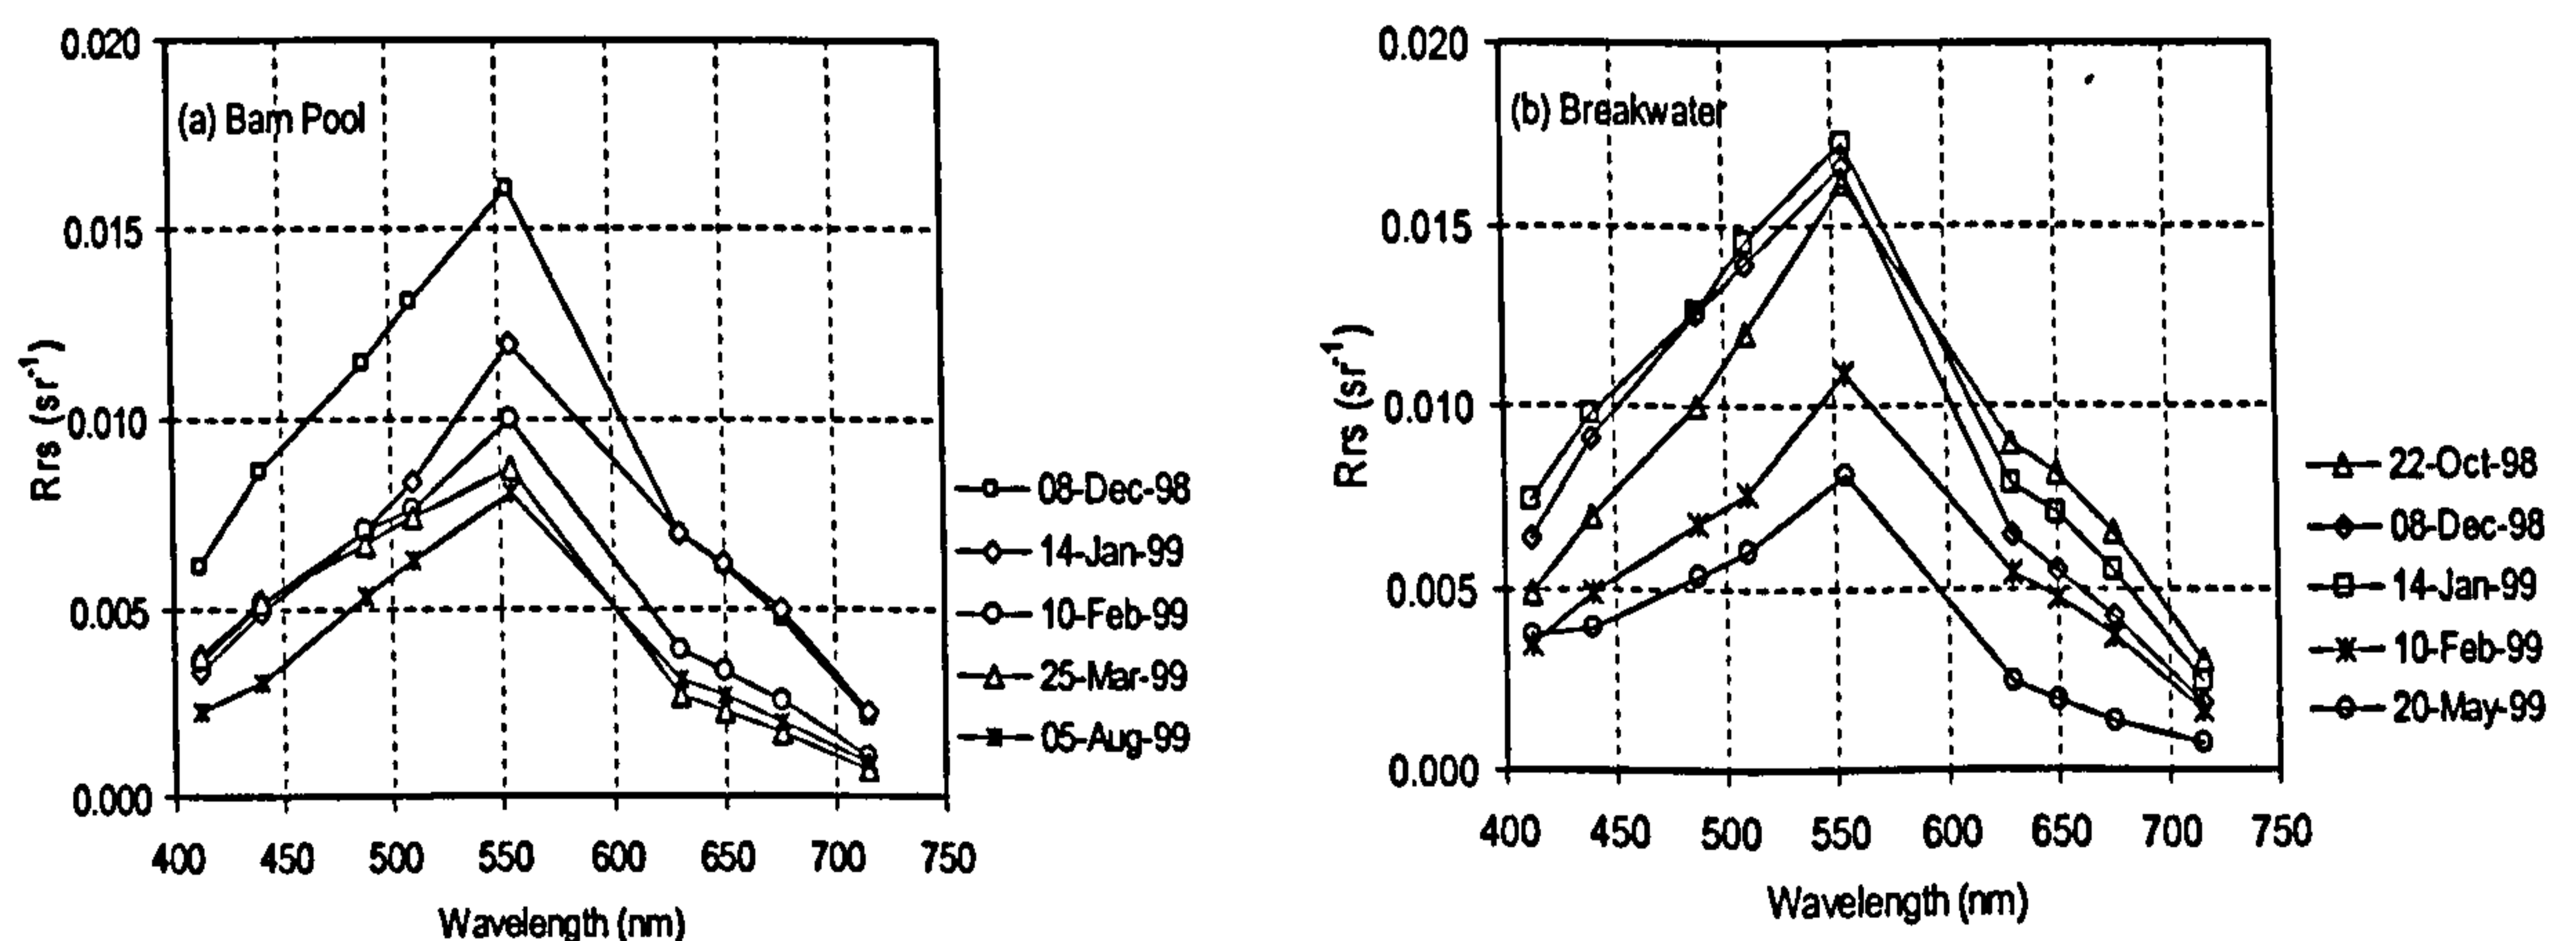 0.020
0.015
0.010
0.005
0.000
Rrs (sr-1)
(a) Barn Pool
400 450 500 550 600 650 700 750
Wavelength (nm)
08-Dec-98
14-Jan-99
10-Feb-99
25-Mar-99
05-Aug-99
0.020
0.015
0.010
0.005
0.000
Rrs (sr-1)
(b) Breakwater
400 450 500 550 600 650 700 750
Wavelength (nm)
22-Oct-98
08-Dec-98
14-Jan-99
10-Feb-99
20-May-99